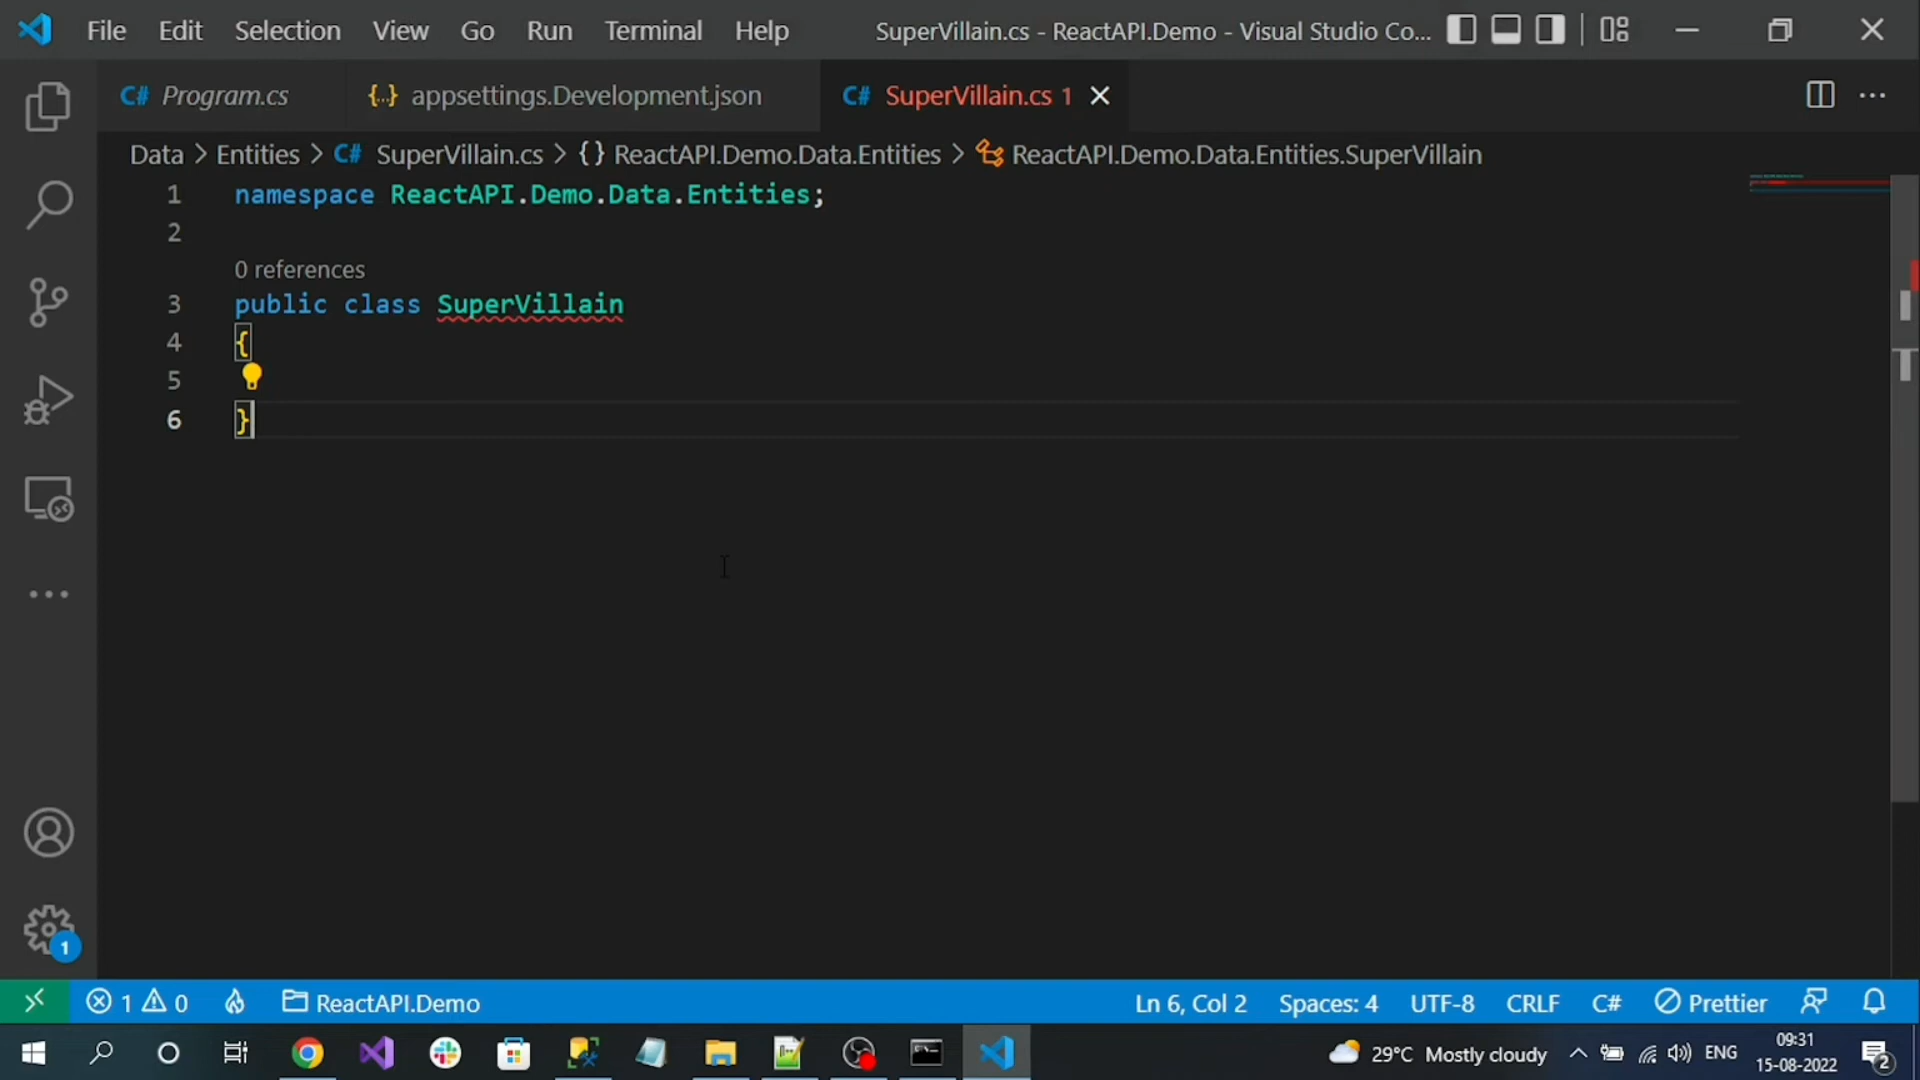 File Edit Selection View Go Run Terminal Help SuperVillain.cs - ReactAPI.Demo - Visual Studio Co...
C# Program.cs {..} appsettings.Development.json C# SuperVillain.cs 1
Data > Entities > C# SuperVillain.cs > {} ReactAPI.Demo.Data.Entities > ReactAPI.Demo.Data.Entities.SuperVillain
1 namespace ReactAPI.Demo.Data.Entities;
2
0 references
3 public class SuperVillain
4 {
5
6 }
1
1 0 ReactAPI.Demo Ln 6, Col 2 Spaces: 4 UTF-8 CRLF C# Prettier
29°C Mostly cloudy ENG 09:31
15-08-2022 2